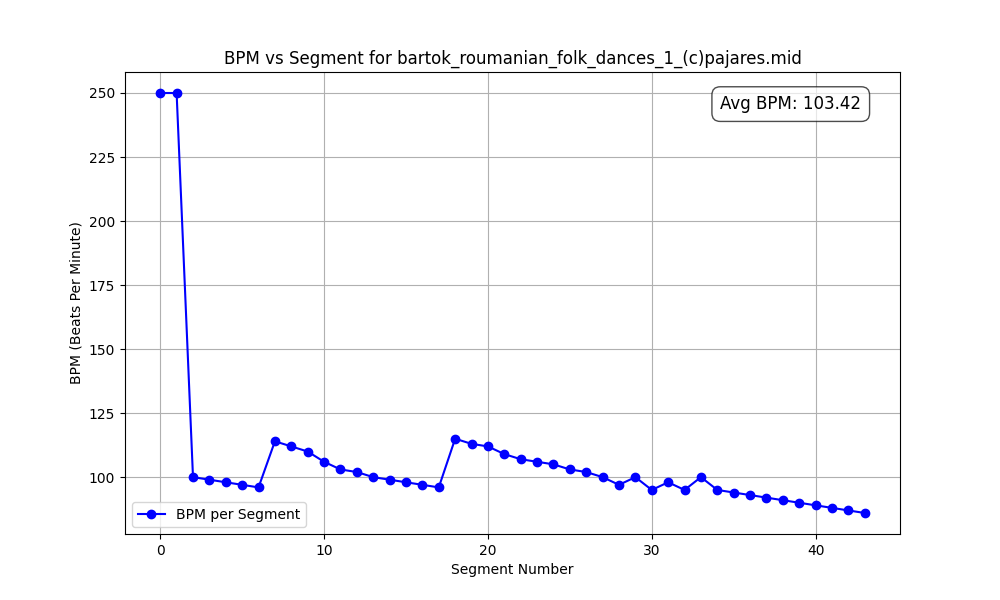 BPM vs Segment for bartok_roumanian_folk_dances_1_(c)pajares.mid
Avg BPM: 103.42
BPM (Beats Per Minute)
250
225
200
175
150
125
100
BPM per Segment
0 10 20 30 40
Segment Number